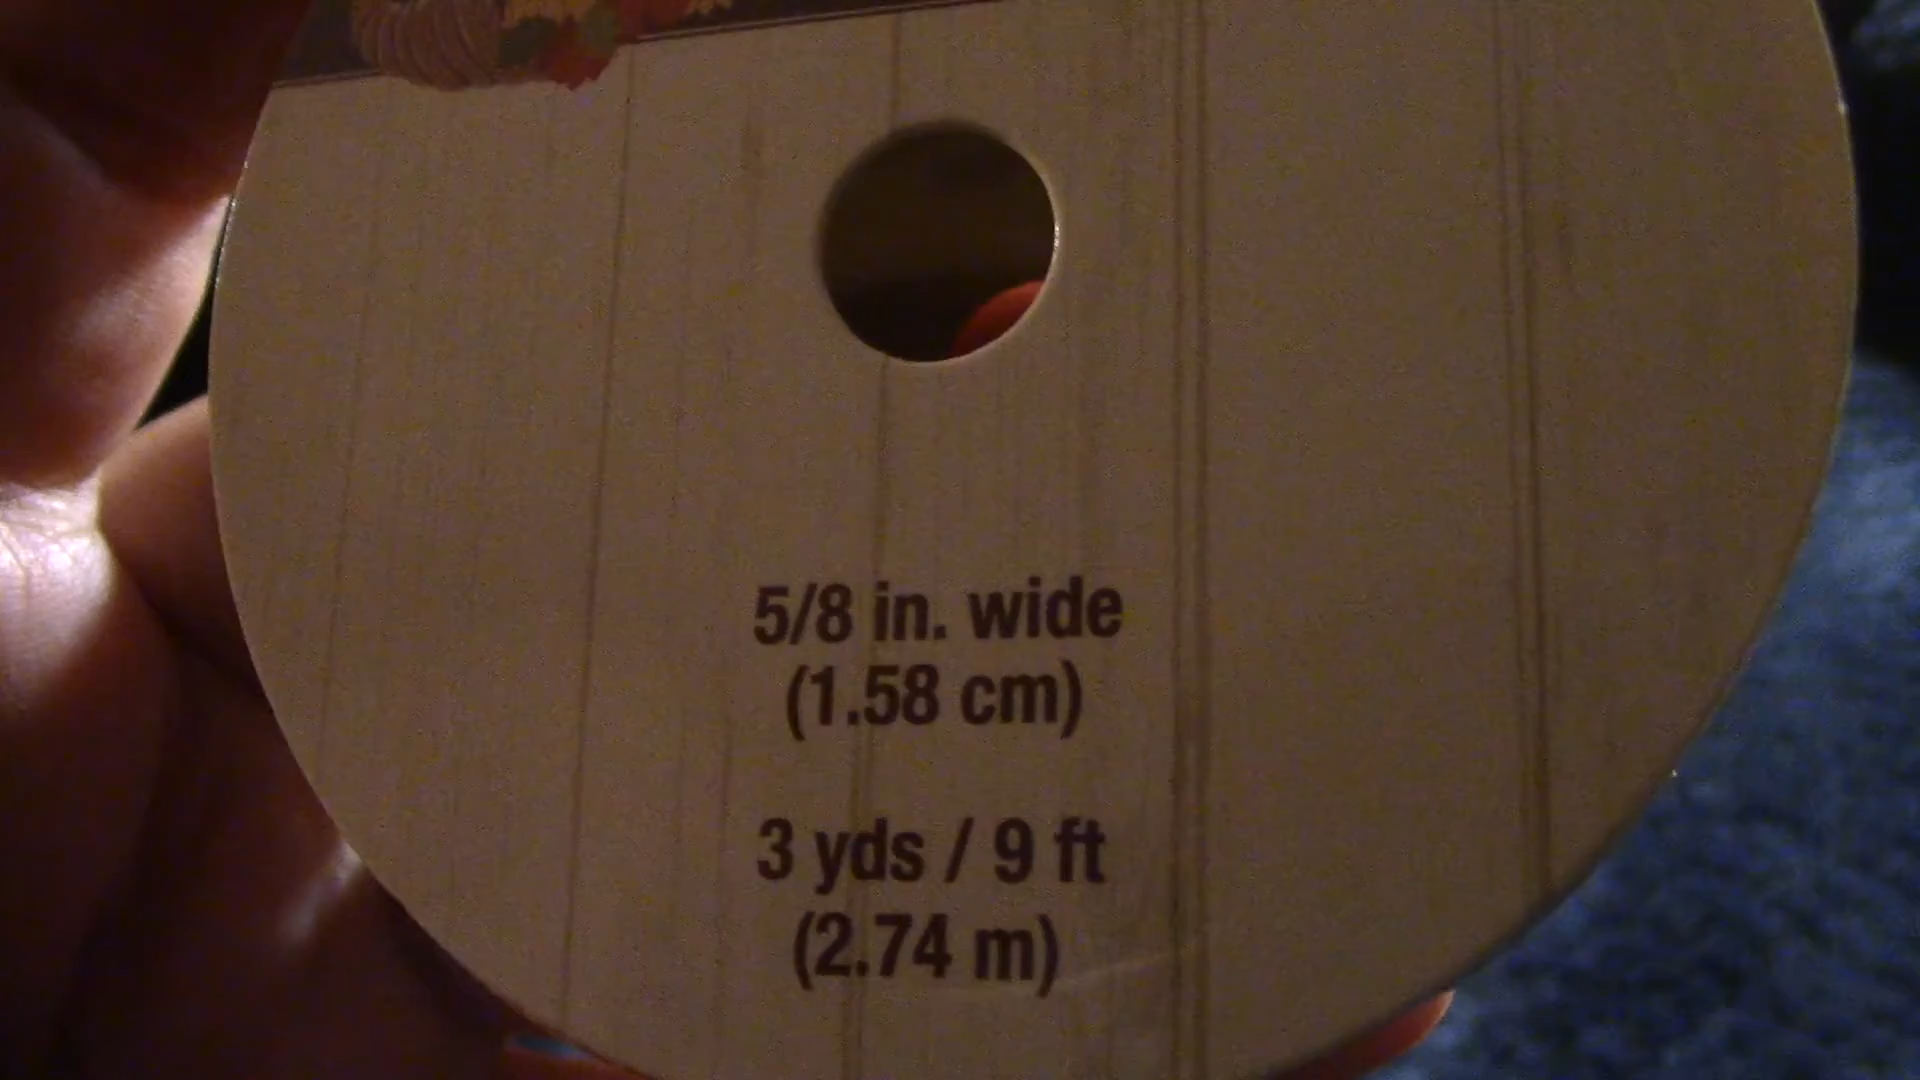 5/8 in. wide
(1.58 cm)
3 yds / 9 ft
(2.74 m)